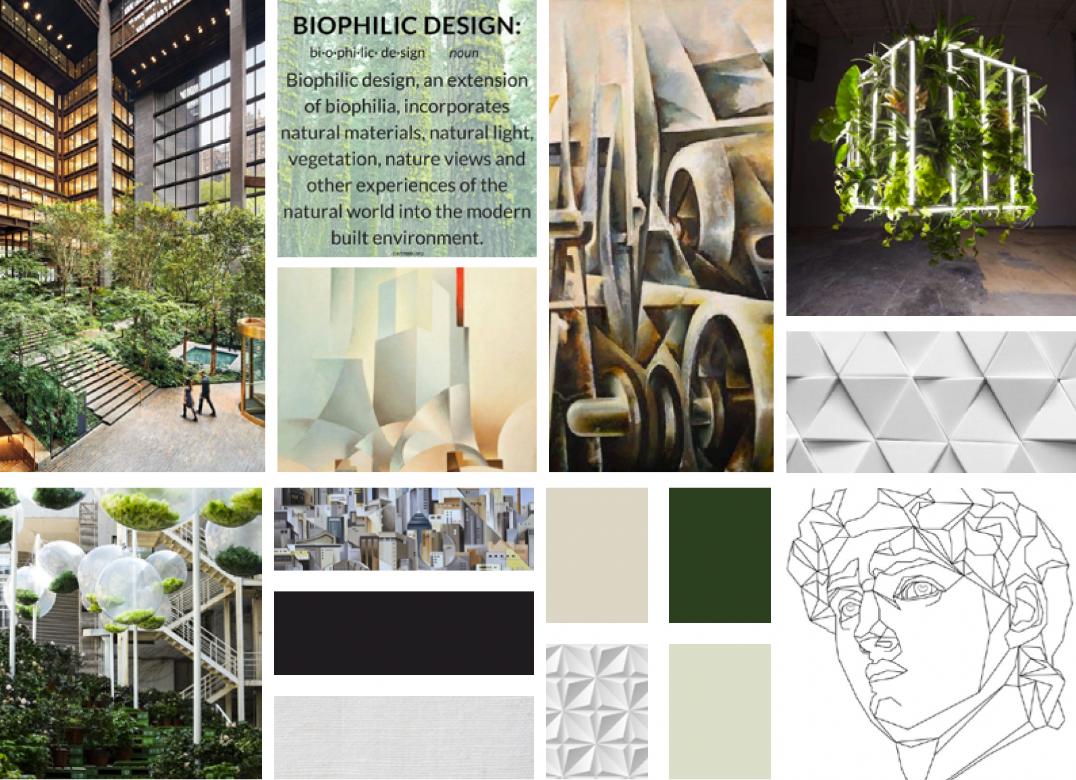 BIOPHILIC DESIGN:
bi·o·phi·lic· de·sign noun
Biophilic design, an extension
of biophilia, incorporates
natural materials, natural light,
vegetation, nature views and
other experiences of the
natural world into the modern
built environment.